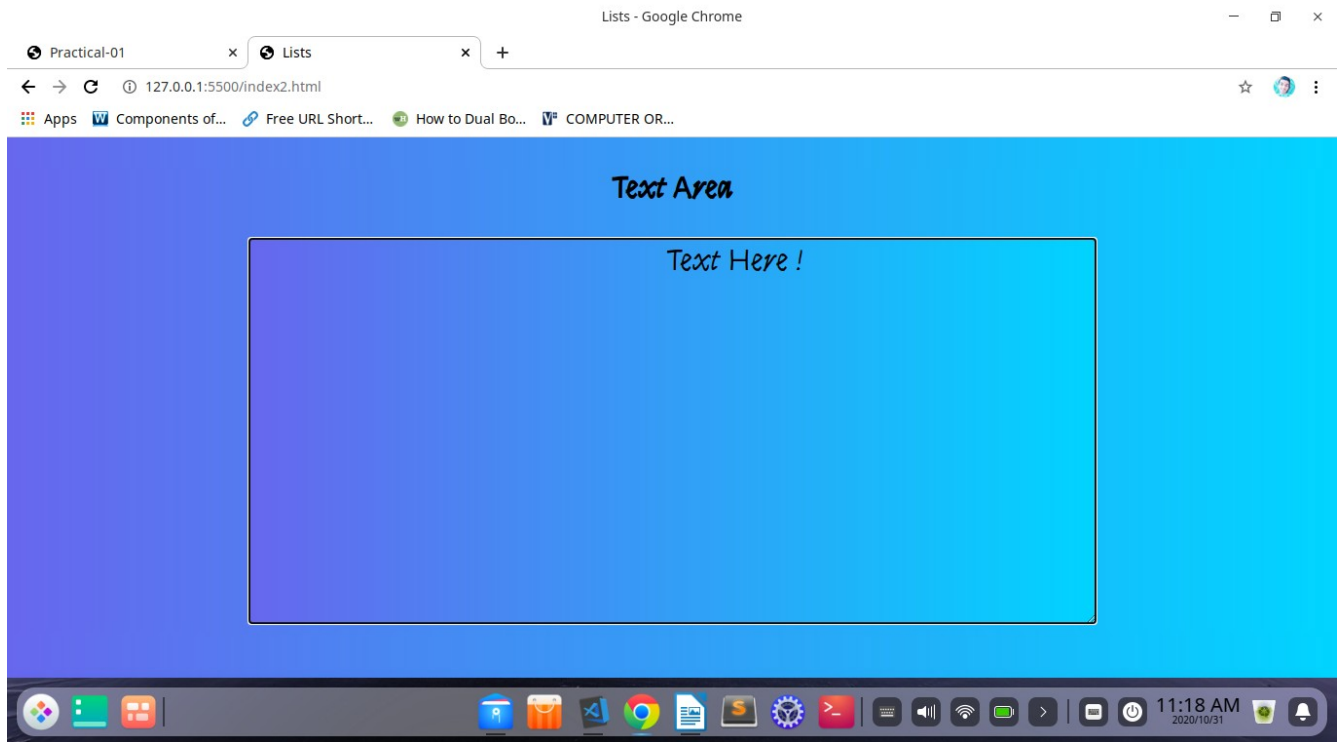 Lists - Google Chrome
Practical-01
Lists
127.0.0.1:5500/index2.html
Apps
Components of...
Free URL Short...
How to Dual Bo...
COMPUTER OR...
Text Area
Text Here !
11:18 AM
2020/10/31